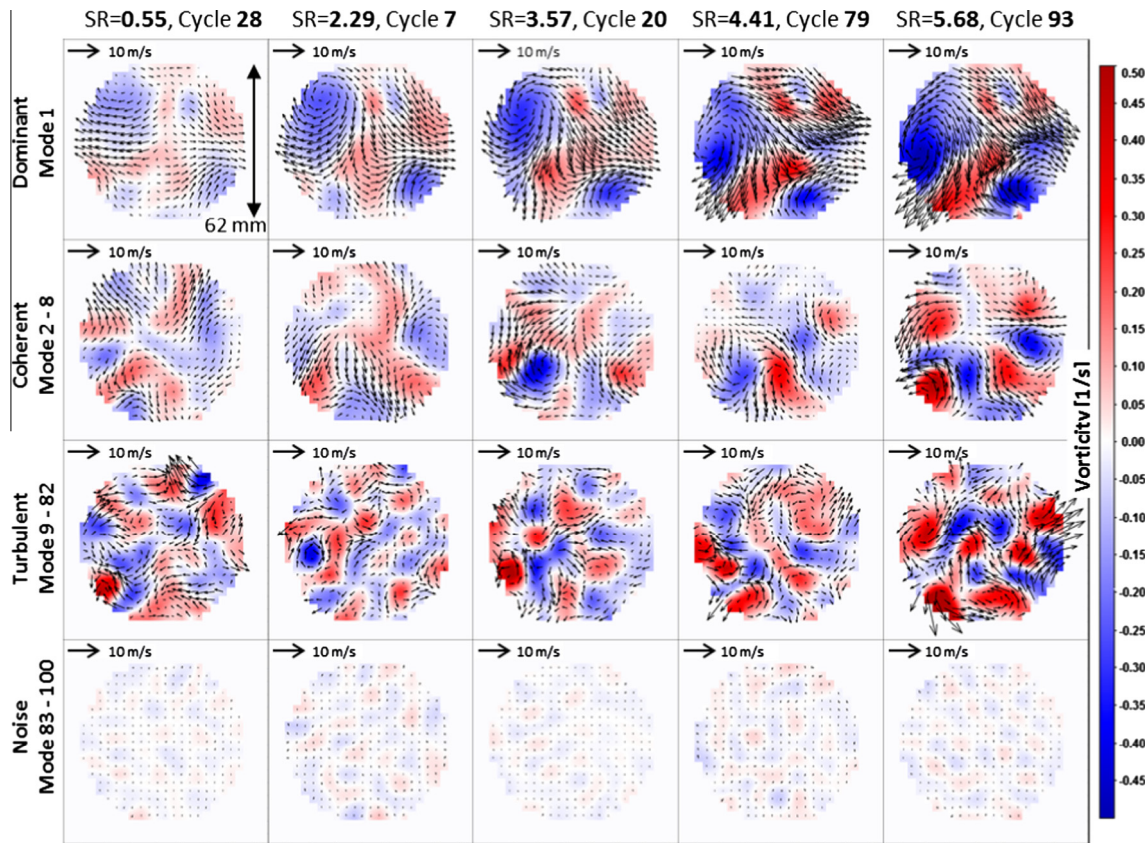 SR=0.55, Cycle 28
SR=2.29, Cycle 7
SR=3.57, Cycle 20
SR=4.41, Cycle 79
SR=5.68, Cycle 93
Dominant
Mode 1
10 m/s
10 m/s
10 m/s
10 m/s
10 m/s
62 mm
Coherent
Mode 2 - 8
10 m/s
10 m/s
10 m/s
10 m/s
10 m/s
Turbulent
Mode 9 - 82
10 m/s
10 m/s
10 m/s
10 m/s
10 m/s
Noise
Mode 83 - 100
10 m/s
10 m/s
10 m/s
10 m/s
10 m/s
Vorticity [1/s]
0.50
0.45
0.40
0.35
0.30
0.25
0.20
0.15
0.10
0.05
0.00
-0.05
-0.10
-0.15
-0.20
-0.25
-0.30
-0.35
-0.40
-0.45